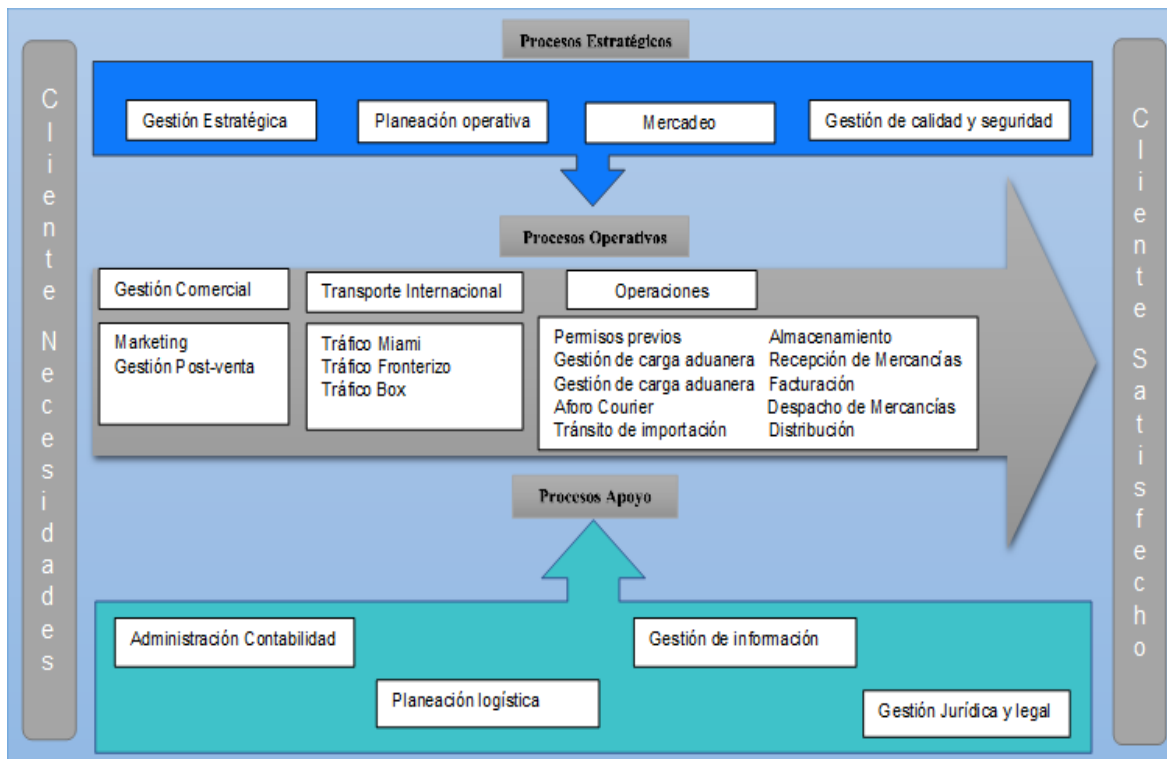 Procesos Estratégicos
Cliente Necesidades
Gestión Estratégica
Planeación operativa
Mercadeo
Gestión de calidad y seguridad
Cliente Satisfecho
Procesos Operativos
Gestión Comercial
Transporte Internacional
Operaciones
Marketing
Gestión Post-venta
Tráfico Miami
Tráfico Fronterizo
Tráfico Box
Permisos previos
Gestión de carga aduanera
Gestión de carga aduanera
Aforo Courier
Tránsito de importación
Almacenamiento
Recepción de Mercancías
Facturación
Despacho de Mercancías
Distribución
Procesos Apoyo
Administración Contabilidad
Gestión de información
Planeación logística
Gestión Jurídica y legal